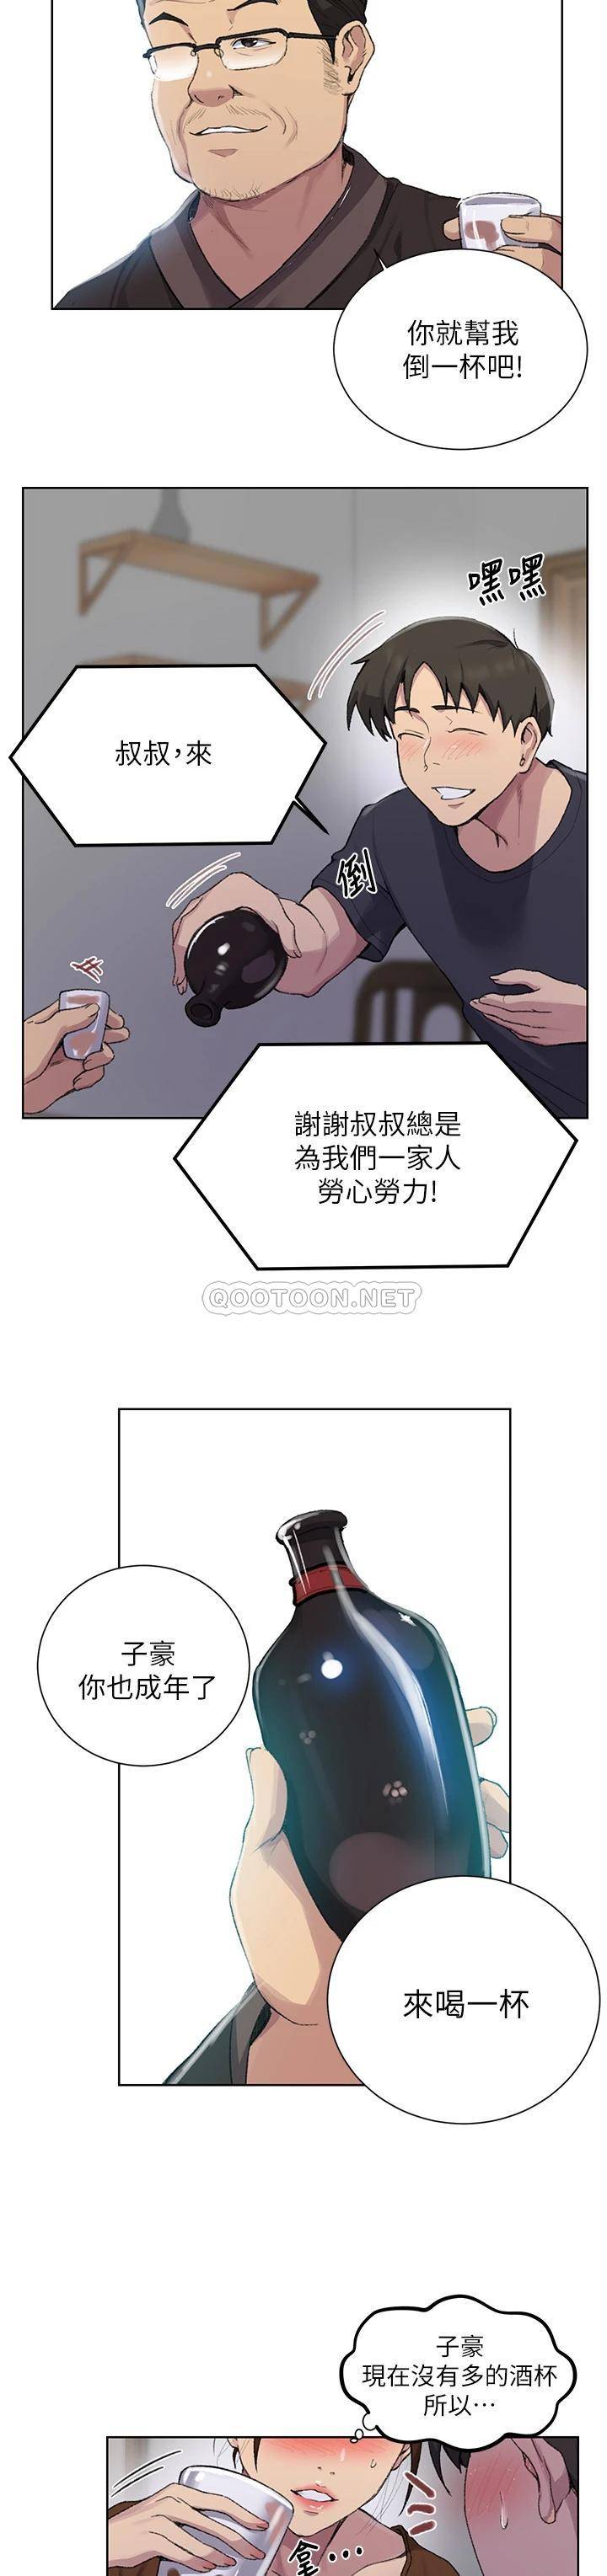 你就幫我
倒一杯吧!
嘿嘿
叔叔，來
倒
謝謝叔叔總是
為我們一家人
勞心勞力!
QOOTOON.NET
子豪
你也成年了
來喝一杯
子豪
現在沒有多的酒杯
所以…
拿…